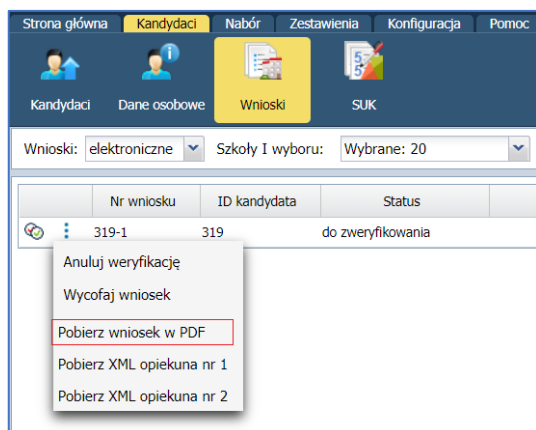 Strona główna Kandydaci Nabór Zestawienia Konfiguracja Pomoc
Kandydaci Dane osobowe Wnioski SUK
Wnioski: elektroniczne Szkoły I wyboru: Wybrane: 20
Nr wniosku ID kandydata Status
319-1 319 do zweryfikowania
Anuluj weryfikację
Wycofaj wniosek
Pobierz wniosek w PDF
Pobierz XML opiekuna nr 1
Pobierz XML opiekuna nr 2